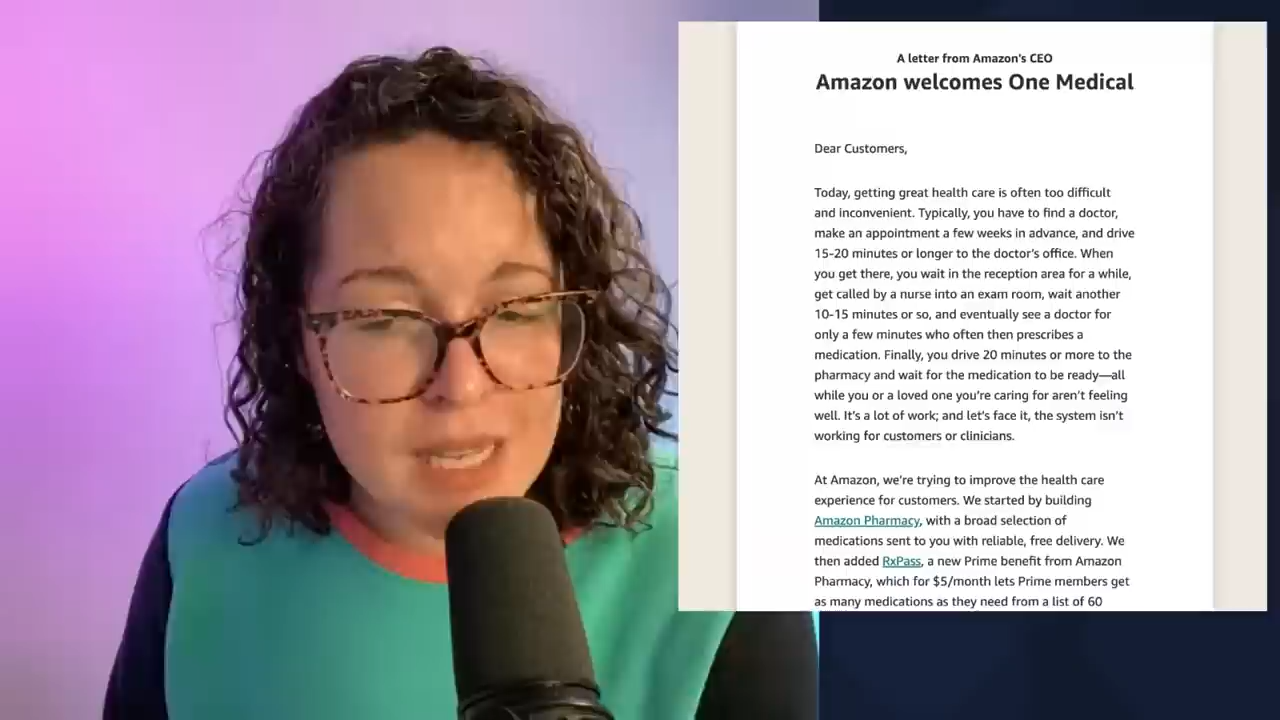 A letter from Amazon's CEO
Amazon welcomes One Medical
Dear Customers,
Today, getting great health care is often too difficult
and inconvenient. Typically, you have to find a doctor,
make an appointment a few weeks in advance, and drive
15-20 minutes or longer to the doctor's office. When
you get there, you wait in the reception area for a while,
get called by a nurse into an exam room, wait another
10-15 minutes or so, and eventually see a doctor for
only a few minutes who often then prescribes a
medication. Finally, you drive 20 minutes or more to the
pharmacy and wait for the medication to be ready—all
while you or a loved one you're caring for aren't feeling
well. It's a lot of work; and let's face it, the system isn't
working for customers or clinicians.
At Amazon, we're trying to improve the health care
experience for customers. We started by building
Amazon Pharmacy, with a broad selection of
medications sent to you with reliable, free delivery. We
then added RxPass, a new Prime benefit from Amazon
Pharmacy, which for $5/month lets Prime members get
as many medications as they need from a list of 60